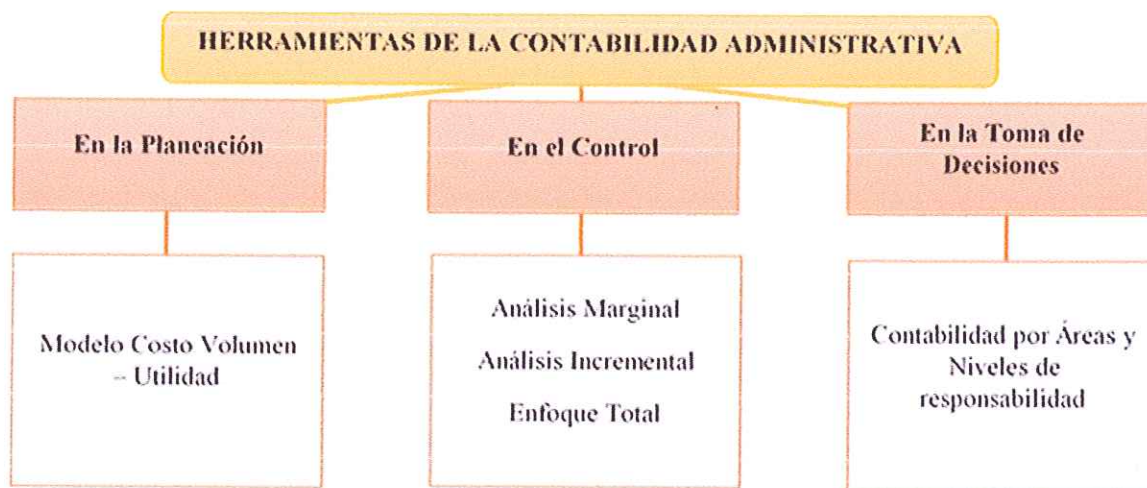 HERRAMIENTAS DE LA CONTABILIDAD ADMINISTRATIVA
En la Planeación
En el Control
En la Toma de
Decisiones
Modelo Costo Volumen
– Utilidad
Análisis Marginal
Análisis Incremental
Enfoque Total
Contabilidad por Áreas y
Niveles de
responsabilidad